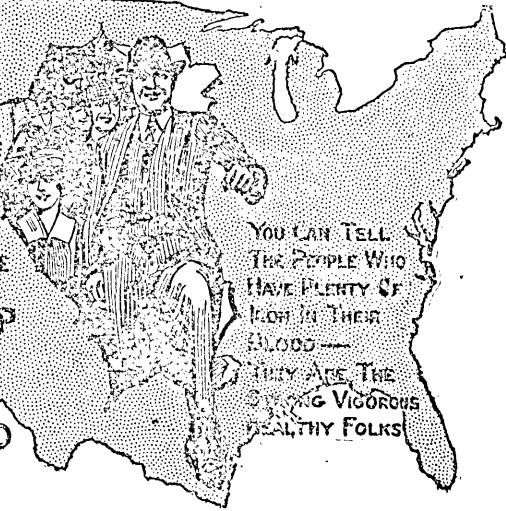 YOU CAN TELL
THE PEOPLE WHO
HAVE PLENTY OF
IRON IN THEIR
BLOOD —
THEY ARE THE
STRONG VIGOROUS
HEALTHY FOLKS